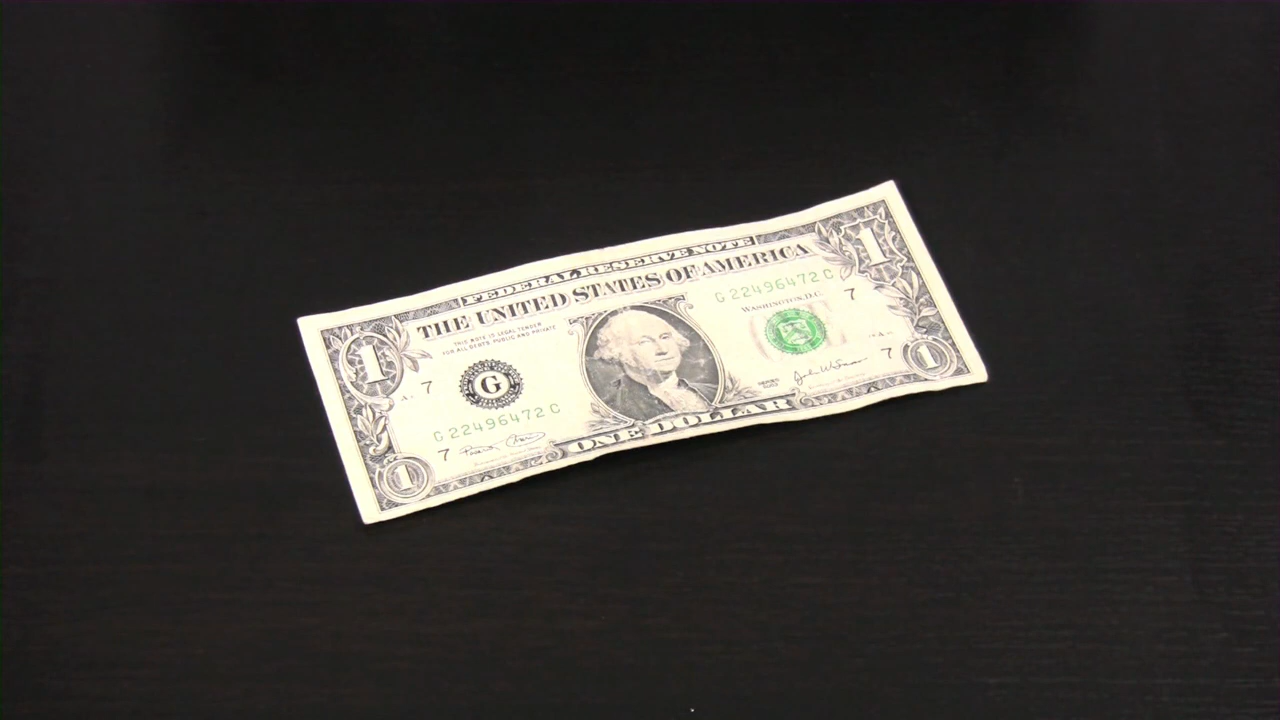 FEDERAL RESERVE NOTE
THE UNITED STATES OF AMERICA
1
1
THIS NOTE IS LEGAL TENDER
FOR ALL DEBTS, PUBLIC AND PRIVATE
G 22496472 C
WASHINGTON, D.C.
7
7
G
7
G 22496472 C
7
1
1
ONE DOLLAR